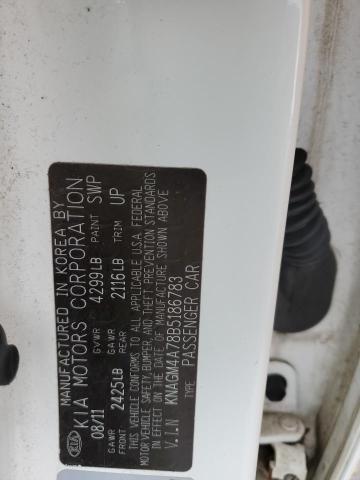 MANUFACTURED IN KOREA BY
KIA MOTORS CORPORATION
08/11 GVWR 4299LB PAINT SWP
GAWR FRONT 2425LB GAWR REAR 2116LB TRIM UP
THIS VEHICLE CONFORMS TO ALL APPLICABLE U.S.A. FEDERAL
MOTOR VEHICLE SAFETY, BUMPER, AND THEFT PREVENTION STANDARDS
IN EFFECT ON THE DATE OF MANUFACTURE SHOWN ABOVE
V.I.N KNAGM4A78B5186783
TYPE PASSENGER CAR
KIA